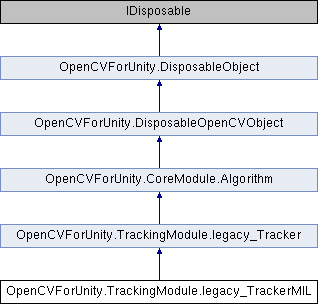 IDisposable
OpenCVForUnity.DisposableObject
OpenCVForUnity.DisposableOpenCVObject
OpenCVForUnity.CoreModule.Algorithm
OpenCVForUnity.TrackingModule.legacy_Tracker
OpenCVForUnity.TrackingModule.legacy_TrackerMIL